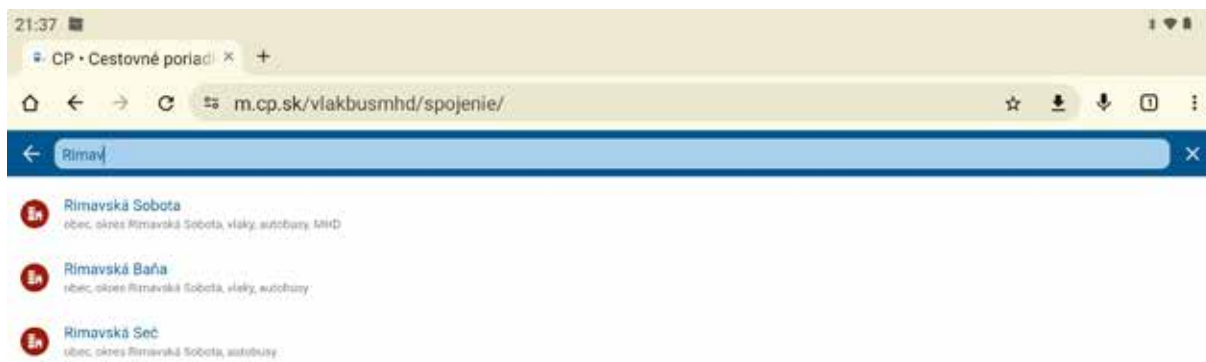 21:37
CP • Cestovné poriad
m.cp.sk/vlakbusmhd/spojenie/
Rimav
Rimavská Sobota
obec, okres Rimavská Sobota, vlaky, autobusy, MHD
Rimavská Baňa
obec, okres Rimavská Sobota, vlaky, autobusy
Rimavská Seč
obec, okres Rimavská Sobota, autobusy